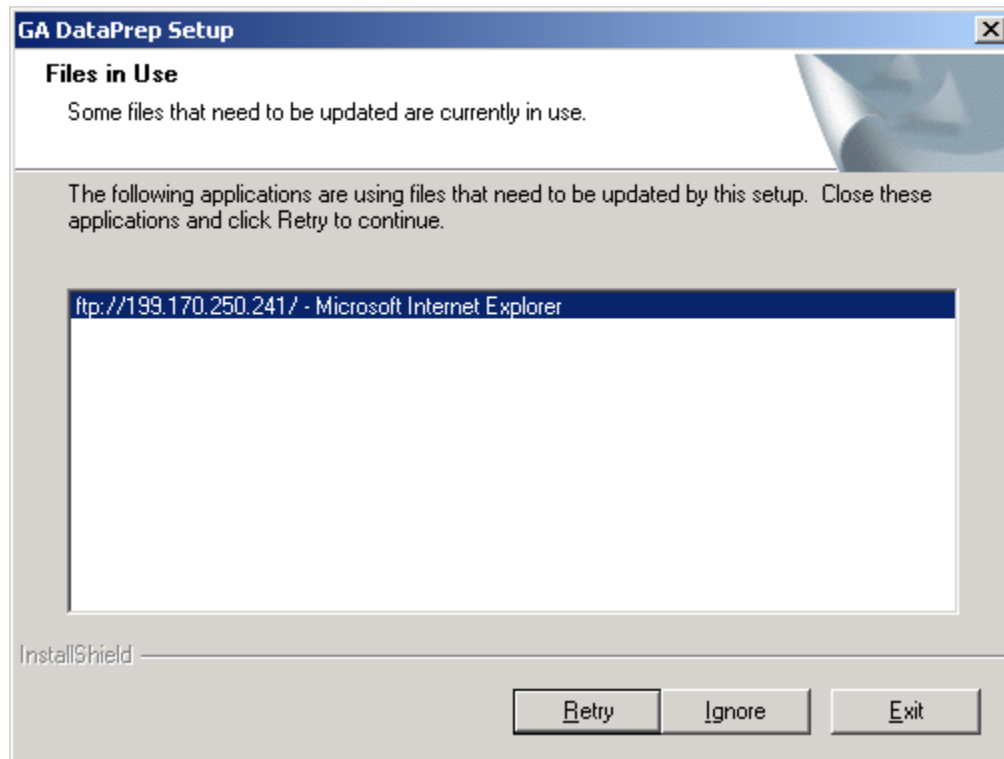 GA DataPrep Setup
Files in Use
Some files that need to be updated are currently in use.
The following applications are using files that need to be updated by this setup.  Close these
applications and click Retry to continue.
ftp://199.170.250.241/ - Microsoft Internet Explorer
InstallShield
Retry Ignore Exit